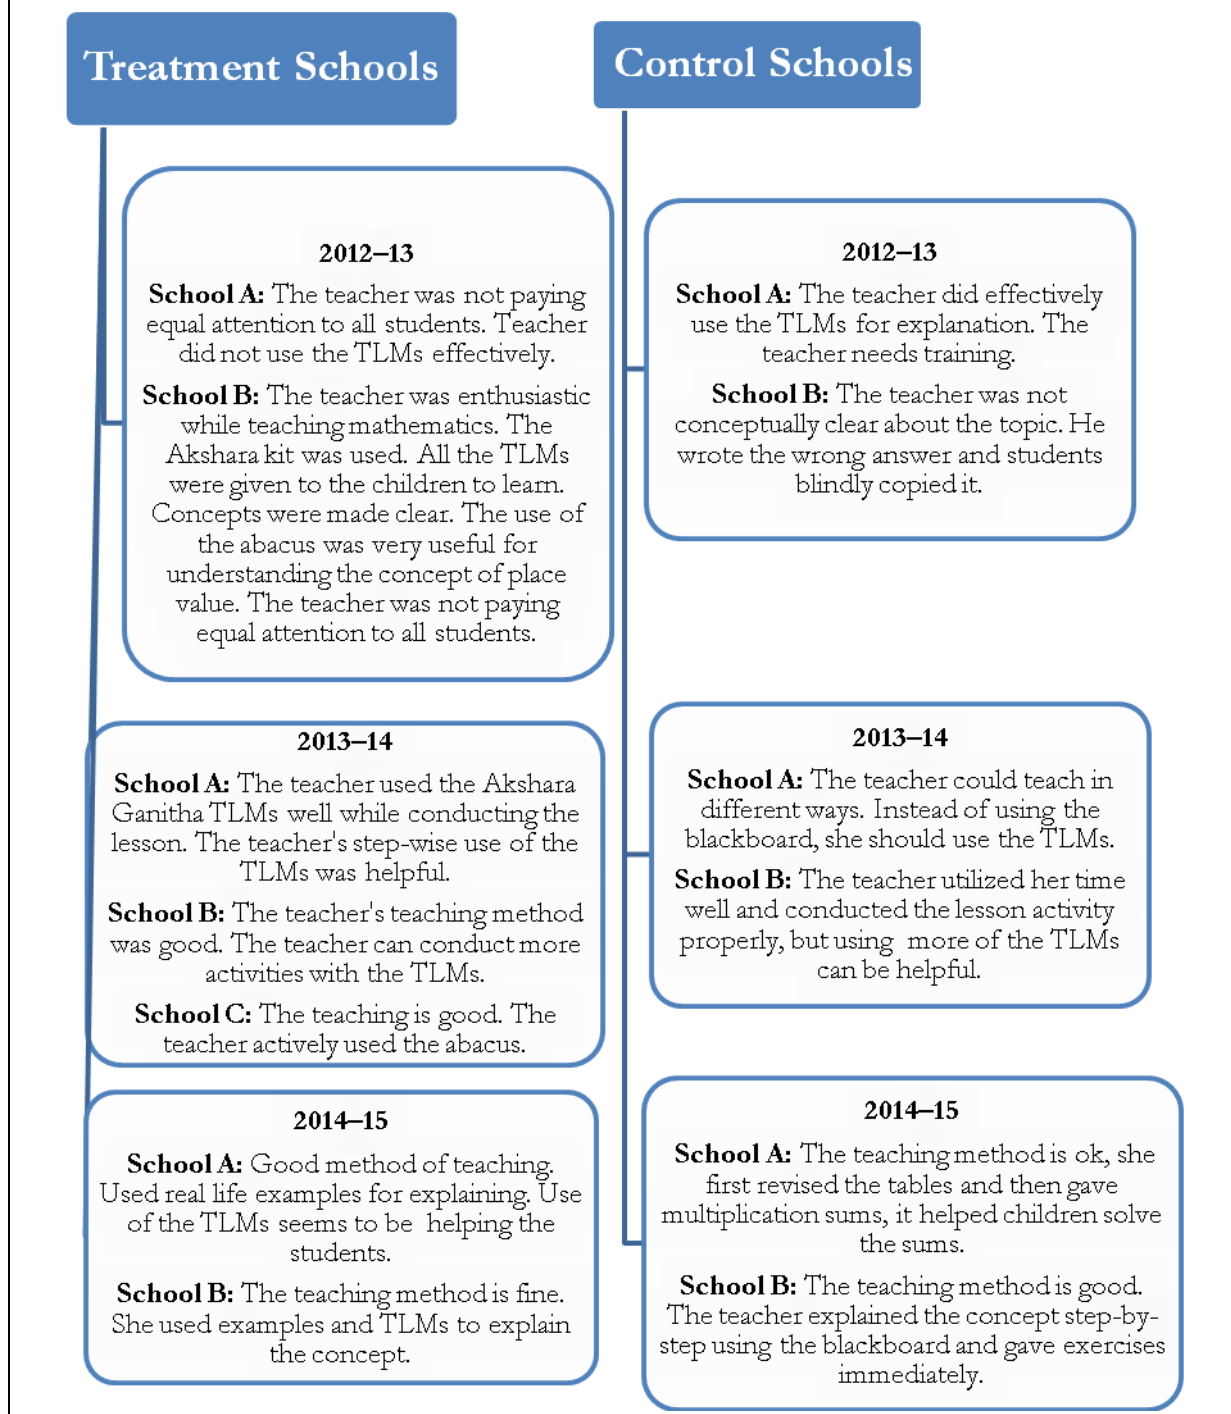 Treatment Schools
2012–13
School A: The teacher was not paying
equal attention to all students. Teacher
did not use the TLMs effectively.
School B: The teacher was enthusiastic
while teaching mathematics. The
Akshara kit was used. All the TLMs
were given to the children to learn.
Concepts were made clear. The use of
the abacus was very useful for
understanding the concept of place
value. The teacher was not paying
equal attention to all students.
2013–14
School A: The teacher used the Akshara
Ganitha TLMs well while conducting the
lesson. The teacher's step-wise use of the
TLMs was helpful.
School B: The teacher's teaching method
was good. The teacher can conduct more
activities with the TLMs.
School C: The teaching is good. The
teacher actively used the abacus.
2014–15
School A: Good method of teaching.
Used real life examples for explaining. Use
of the TLMs seems to be helping the
students.
School B: The teaching method is fine.
She used examples and TLMs to explain
the concept.
Control Schools
2012–13
School A: The teacher did effectively
use the TLMs for explanation. The
teacher needs training.
School B: The teacher was not
conceptually clear about the topic. He
wrote the wrong answer and students
blindly copied it.
2013–14
School A: The teacher could teach in
different ways. Instead of using the
blackboard, she should use the TLMs.
School B: The teacher utilized her time
well and conducted the lesson activity
properly, but using more of the TLMs
can be helpful.
2014–15
School A: The teaching method is ok, she
first revised the tables and then gave
multiplication sums, it helped children solve
the sums.
School B: The teaching method is good.
The teacher explained the concept step-by-
step using the blackboard and gave exercises
immediately.